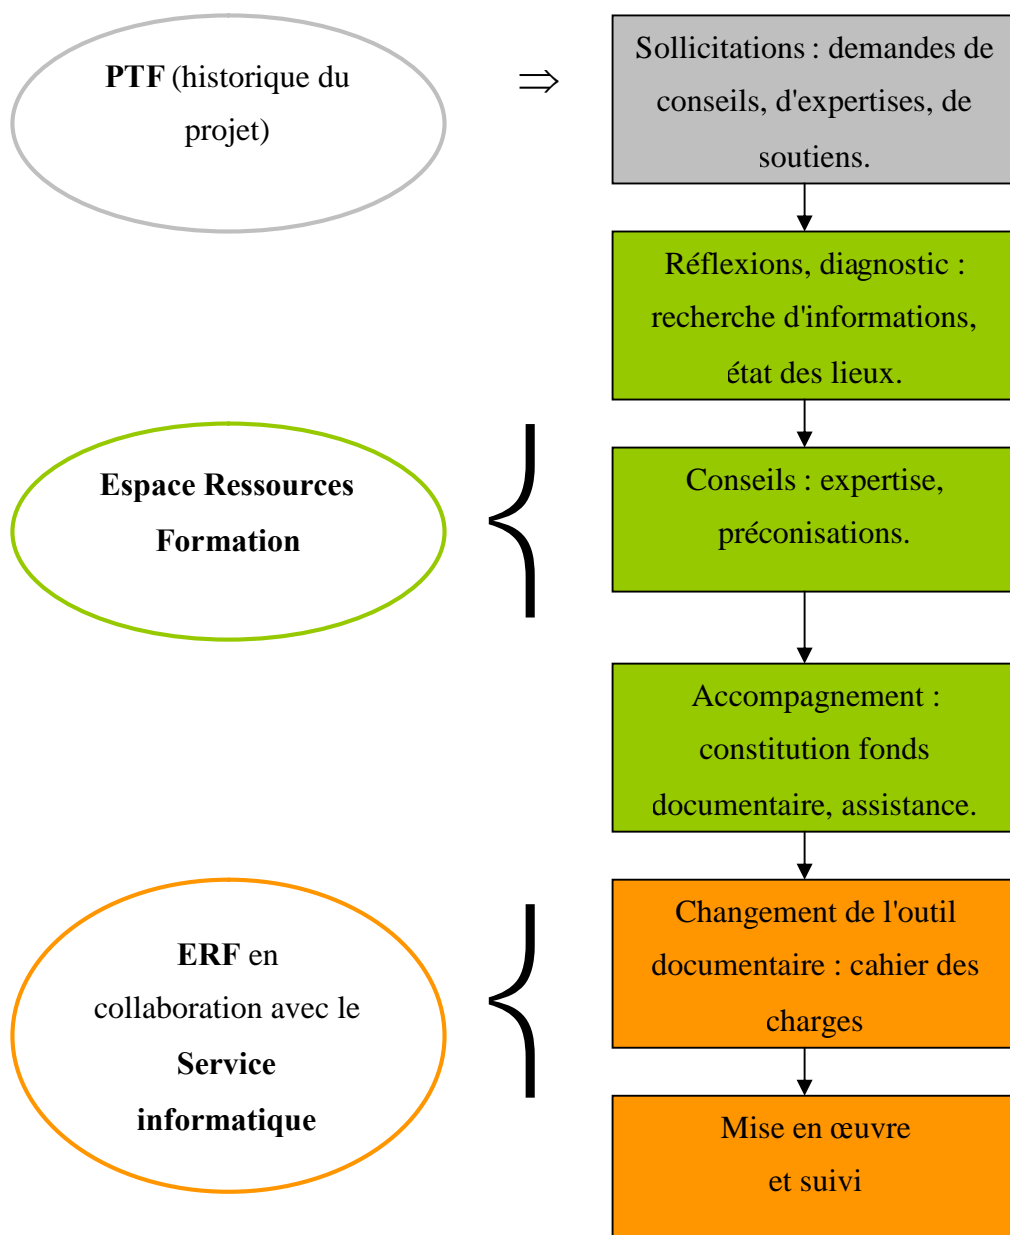 PTF (historique du
projet)
⇒
Sollicitations : demandes de
conseils, d'expertises, de
soutiens.
Réflexions, diagnostic :
recherche d'informations,
état des lieux.
Espace Ressources
Formation
Conseils : expertise,
préconisations.
Accompagnement :
constitution fonds
documentaire, assistance.
ERF en
collaboration avec le
Service
informatique
Changement de l'outil
documentaire : cahier des
charges
Mise en œuvre
et suivi